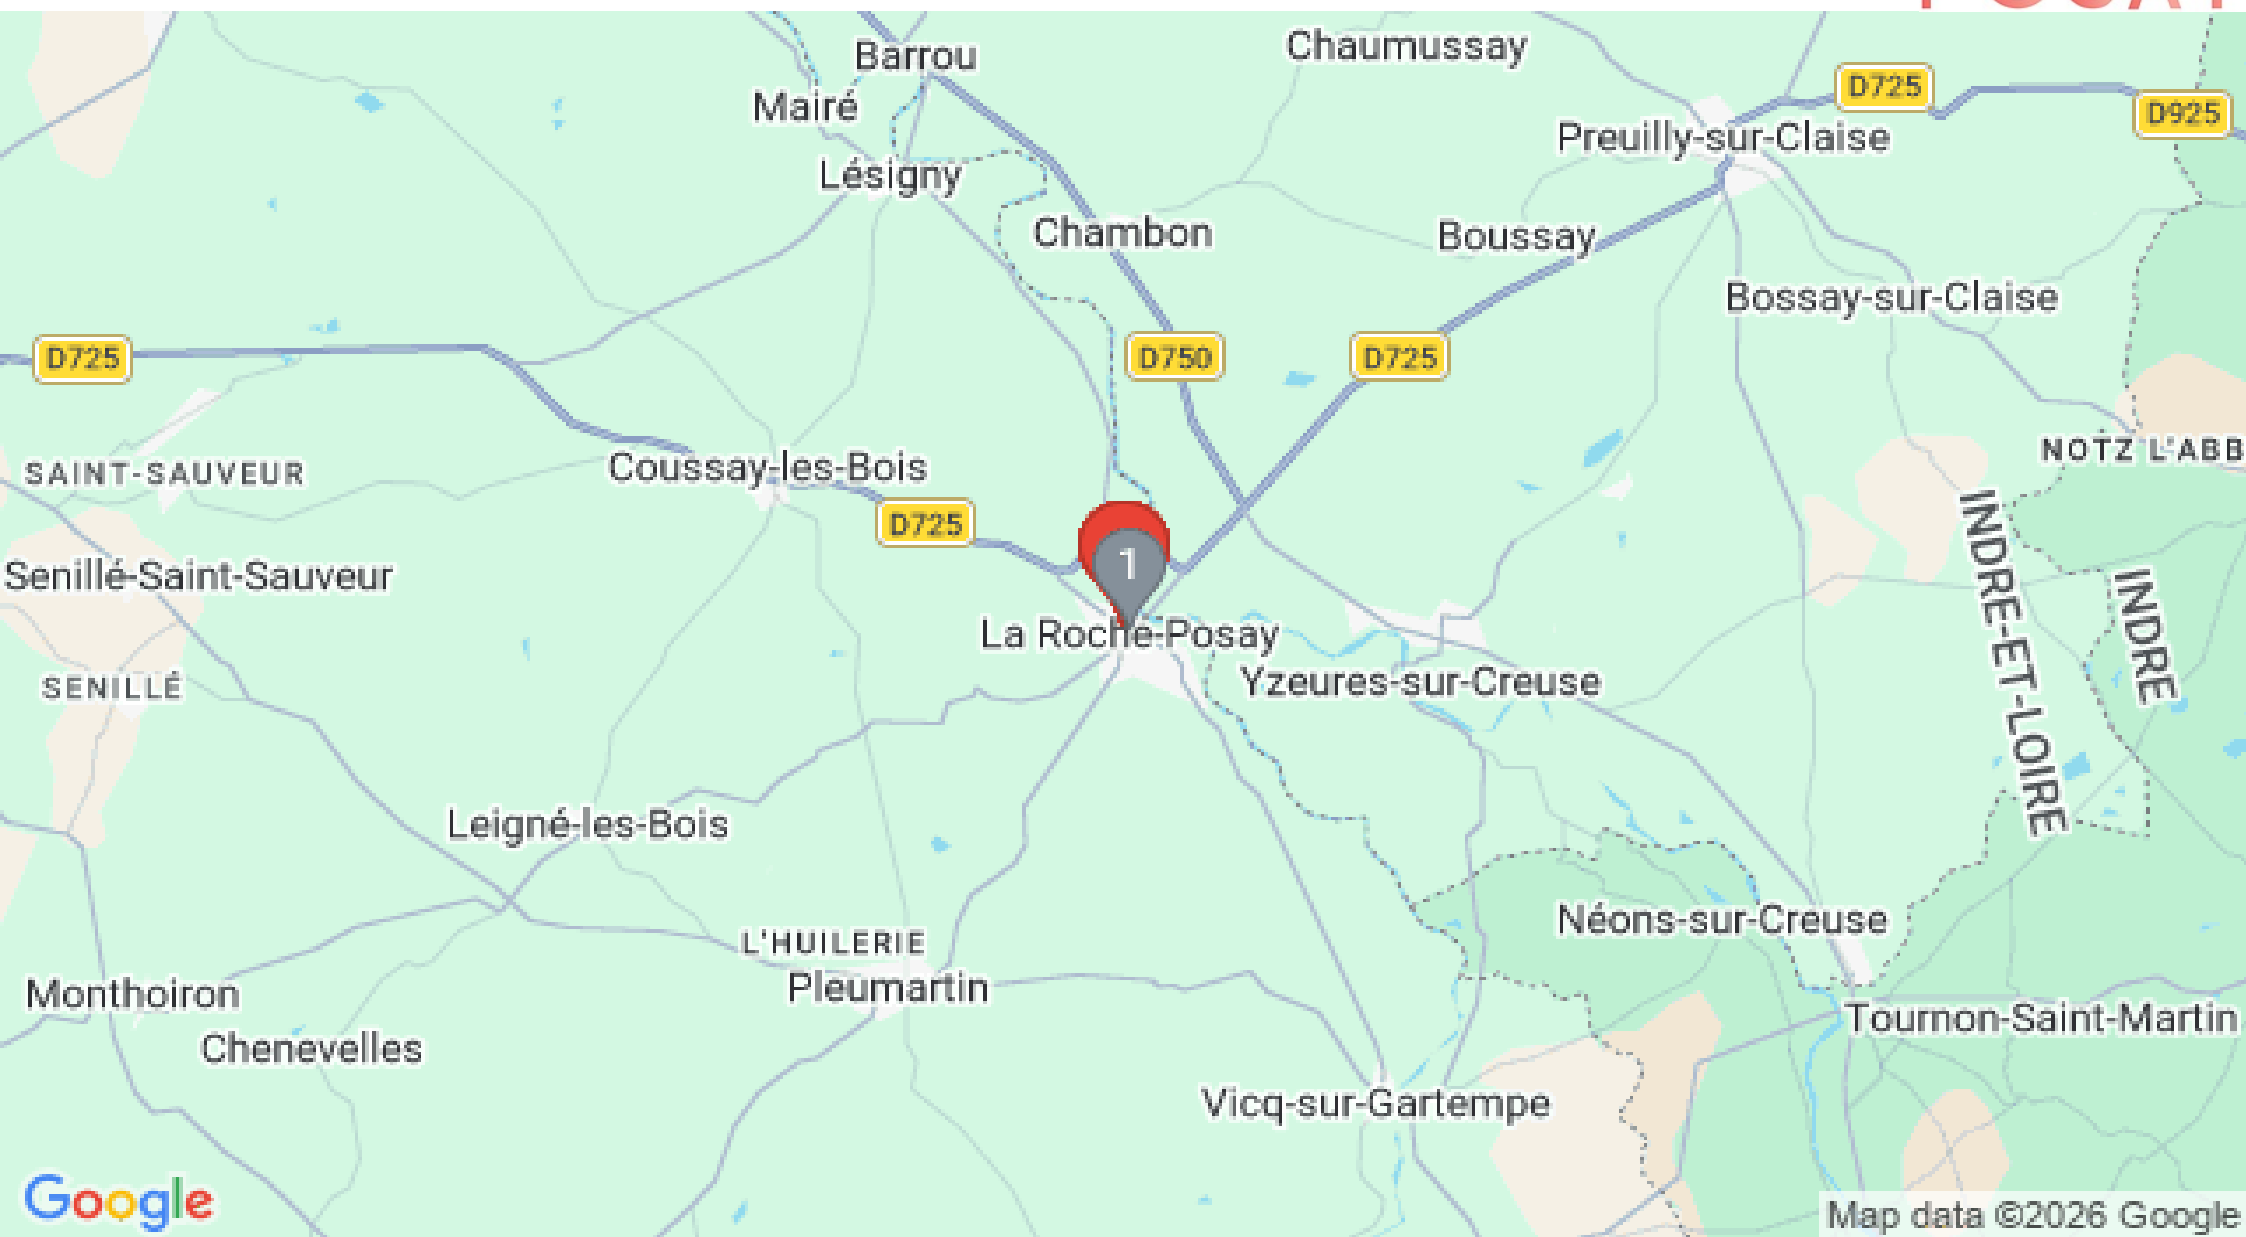 Barrou
Chaumussay
D725
Mairé
D925
Preuilly-sur-Claise
Lésigny
Chambon
Boussay
Bossay-sur-Claise
D725
D750
D725
NOTZ L'ABB
Coussay-les-Bois
SAINT-SAUVEUR
D725
1
Senillé-Saint-Sauveur
INDRE-ET-LOIRE
INDRE
La Roche-Posay
Yzeures-sur-Creuse
SENILLÉ
Leigné-les-Bois
Néons-sur-Creuse
L'HUILERIE
Pleumartin
Monthoiron
Tournon-Saint-Martin
Chenevelles
Vicq-sur-Gartempe
Google
Map data ©2026 Google